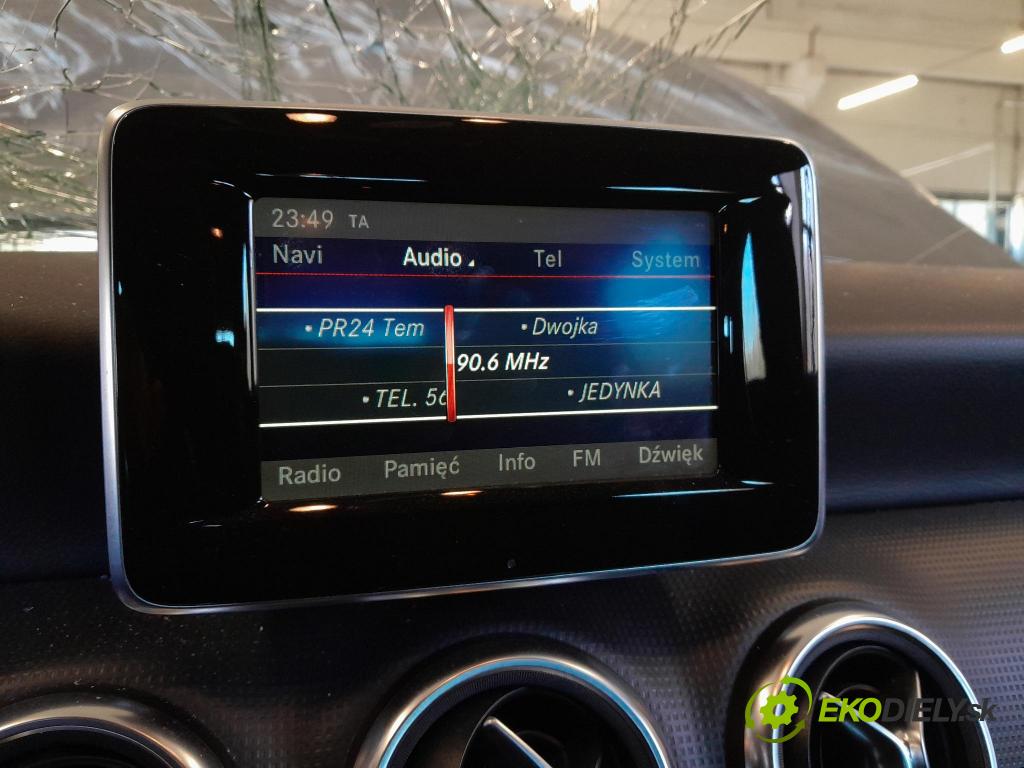 23:49 TA
Navi Audio Tel System
• PR24 Tem • Dwojka
90.6 MHz
• TEL. 56 • JEDYNKA
Radio Pamięć Info FM Dźwięk
EKODIELY.sk